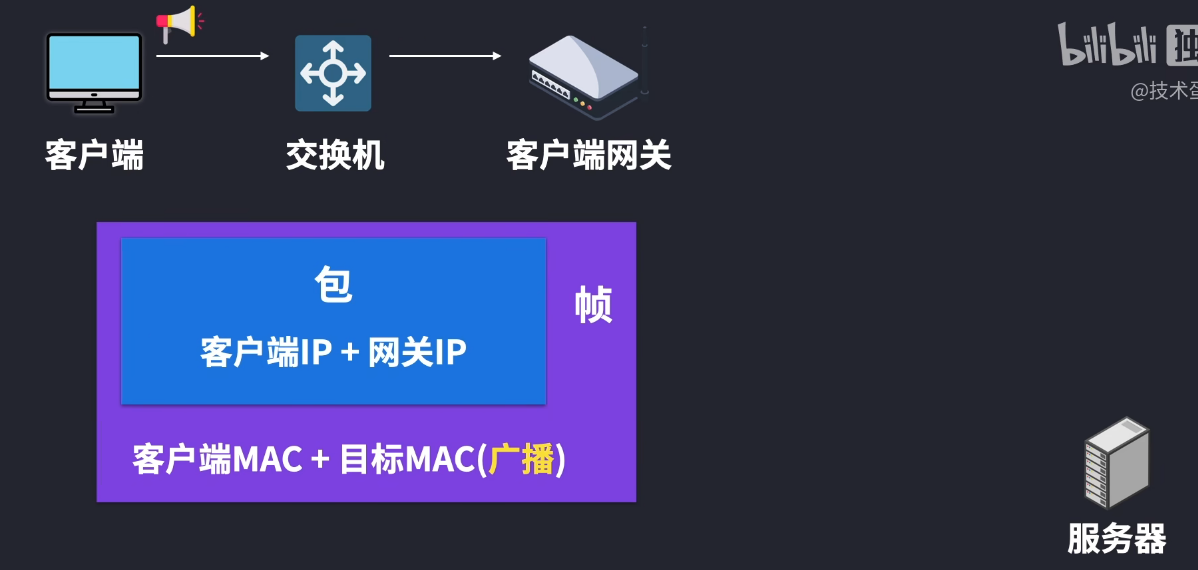 bilibili 独
@技术蛋
客户端
交换机
客户端网关
包
客户端IP + 网关IP
帧
客户端MAC + 目标MAC(广播)
服务器